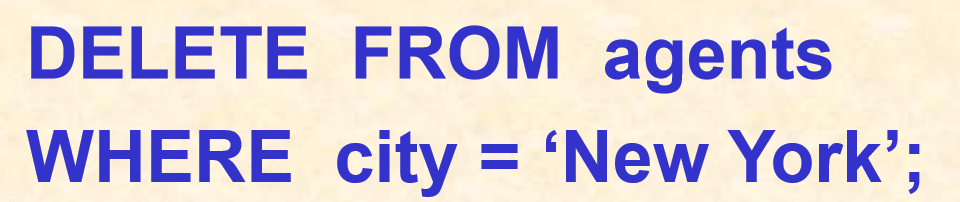 DELETE FROM agents
WHERE city = ‘New York’;